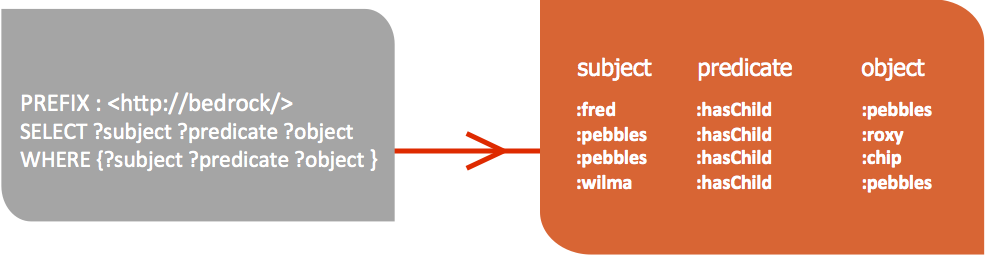 PREFIX : <http://bedrock/>
SELECT ?subject ?predicate ?object
WHERE {?subject ?predicate ?object }
subject predicate object
:fred :hasChild :pebbles
:pebbles :hasChild :roxy
:pebbles :hasChild :chip
:wilma :hasChild :pebbles